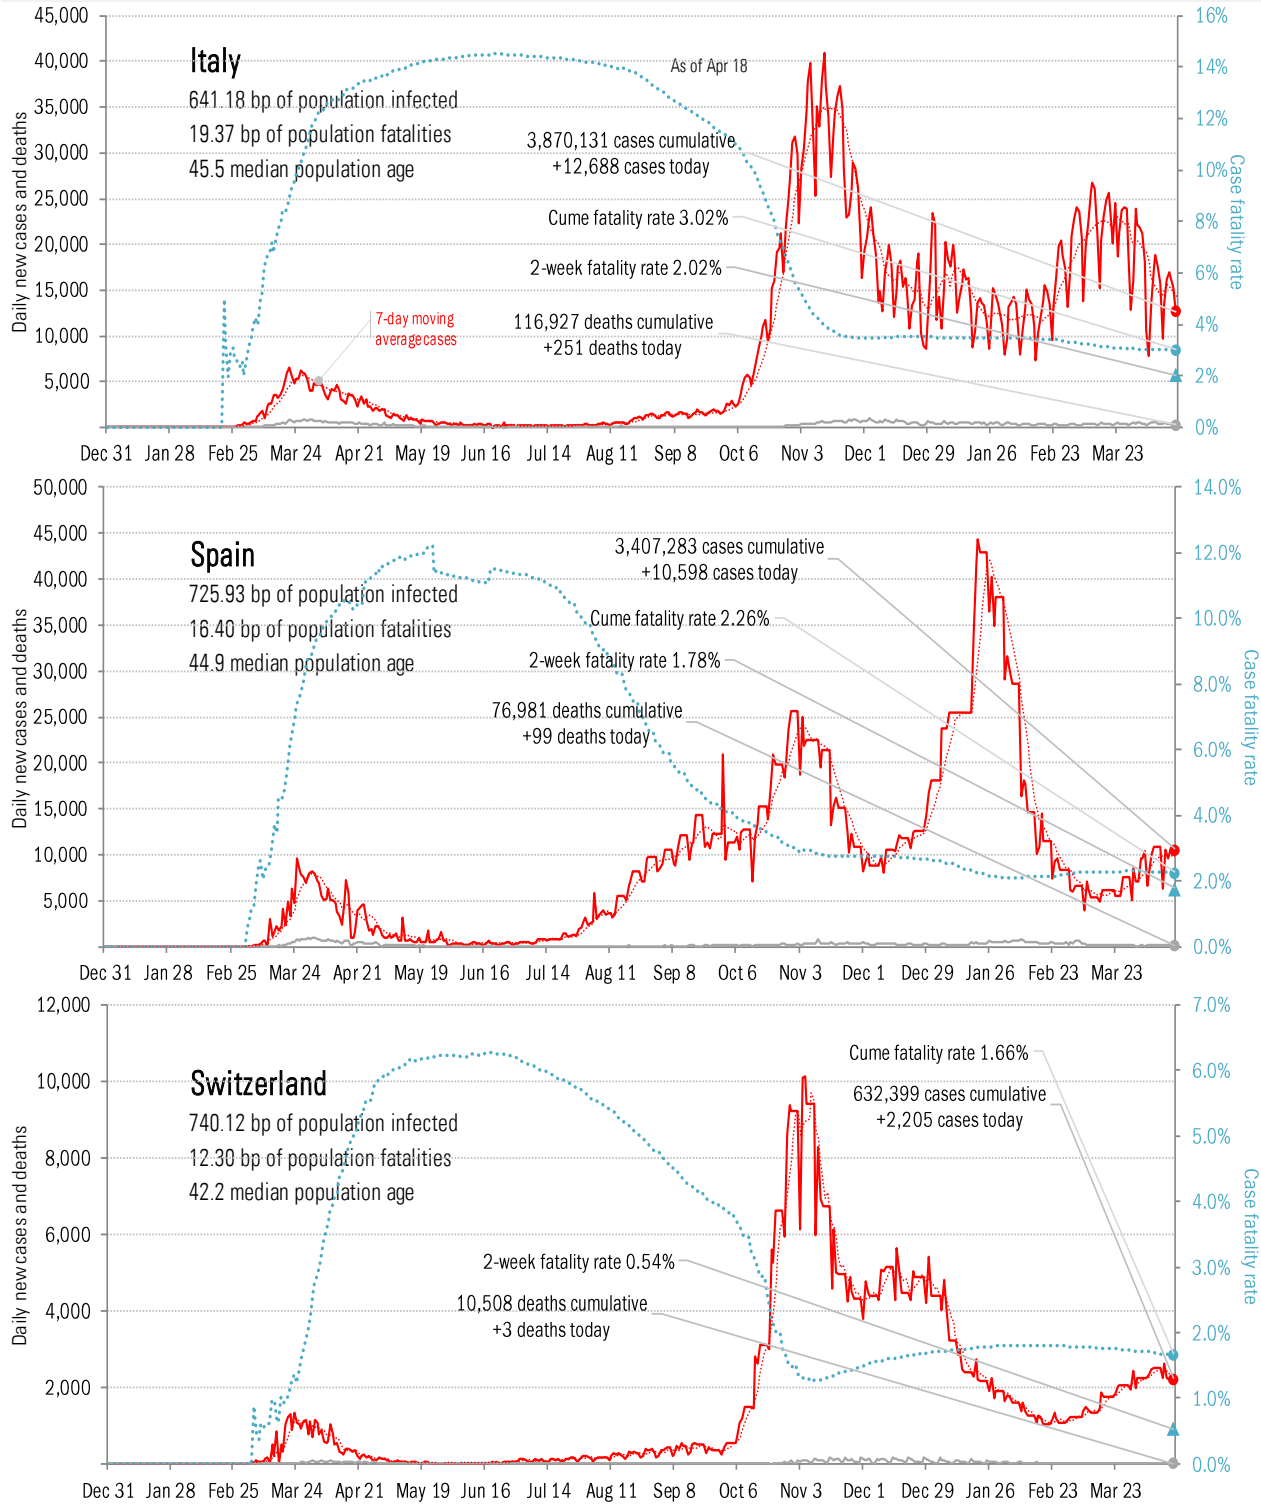 45,000
40,000
35,000
30,000
25,000
20,000
15,000
10,000
5,000
Daily new cases and deaths
Italy
641.18 bp of population infected
19.37 bp of population fatalities
45.5 median population age
As of Apr 18
3,870,131 cases cumulative
+12,688 cases today
Cume fatality rate 3.02%
2-week fatality rate 2.02%
116,927 deaths cumulative
+251 deaths today
7-day moving
average cases
16%
14%
12%
10%
8%
6%
4%
2%
0%
Case fatality rate
Dec 31 Jan 28 Feb 25 Mar 24 Apr 21 May 19 Jun 16 Jul 14 Aug 11 Sep 8 Oct 6 Nov 3 Dec 1 Dec 29 Jan 26 Feb 23 Mar 23
50,000
45,000
40,000
35,000
30,000
25,000
20,000
15,000
10,000
5,000
Daily new cases and deaths
Spain
725.93 bp of population infected
16.40 bp of population fatalities
44.9 median population age
3,407,283 cases cumulative
+10,598 cases today
Cume fatality rate 2.26%
2-week fatality rate 1.78%
76,981 deaths cumulative
+99 deaths today
14.0%
12.0%
10.0%
8.0%
6.0%
4.0%
2.0%
0.0%
Case fatality rate
Dec 31 Jan 28 Feb 25 Mar 24 Apr 21 May 19 Jun 16 Jul 14 Aug 11 Sep 8 Oct 6 Nov 3 Dec 1 Dec 29 Jan 26 Feb 23 Mar 23
12,000
10,000
8,000
6,000
4,000
2,000
Daily new cases and deaths
Switzerland
740.12 bp of population infected
12.30 bp of population fatalities
42.2 median population age
Cume fatality rate 1.66%
632,399 cases cumulative
+2,205 cases today
2-week fatality rate 0.54%
10,508 deaths cumulative
+3 deaths today
7.0%
6.0%
5.0%
4.0%
3.0%
2.0%
1.0%
0.0%
Case fatality rate
Dec 31 Jan 28 Feb 25 Mar 24 Apr 21 May 19 Jun 16 Jul 14 Aug 11 Sep 8 Oct 6 Nov 3 Dec 1 Dec 29 Jan 26 Feb 23 Mar 23